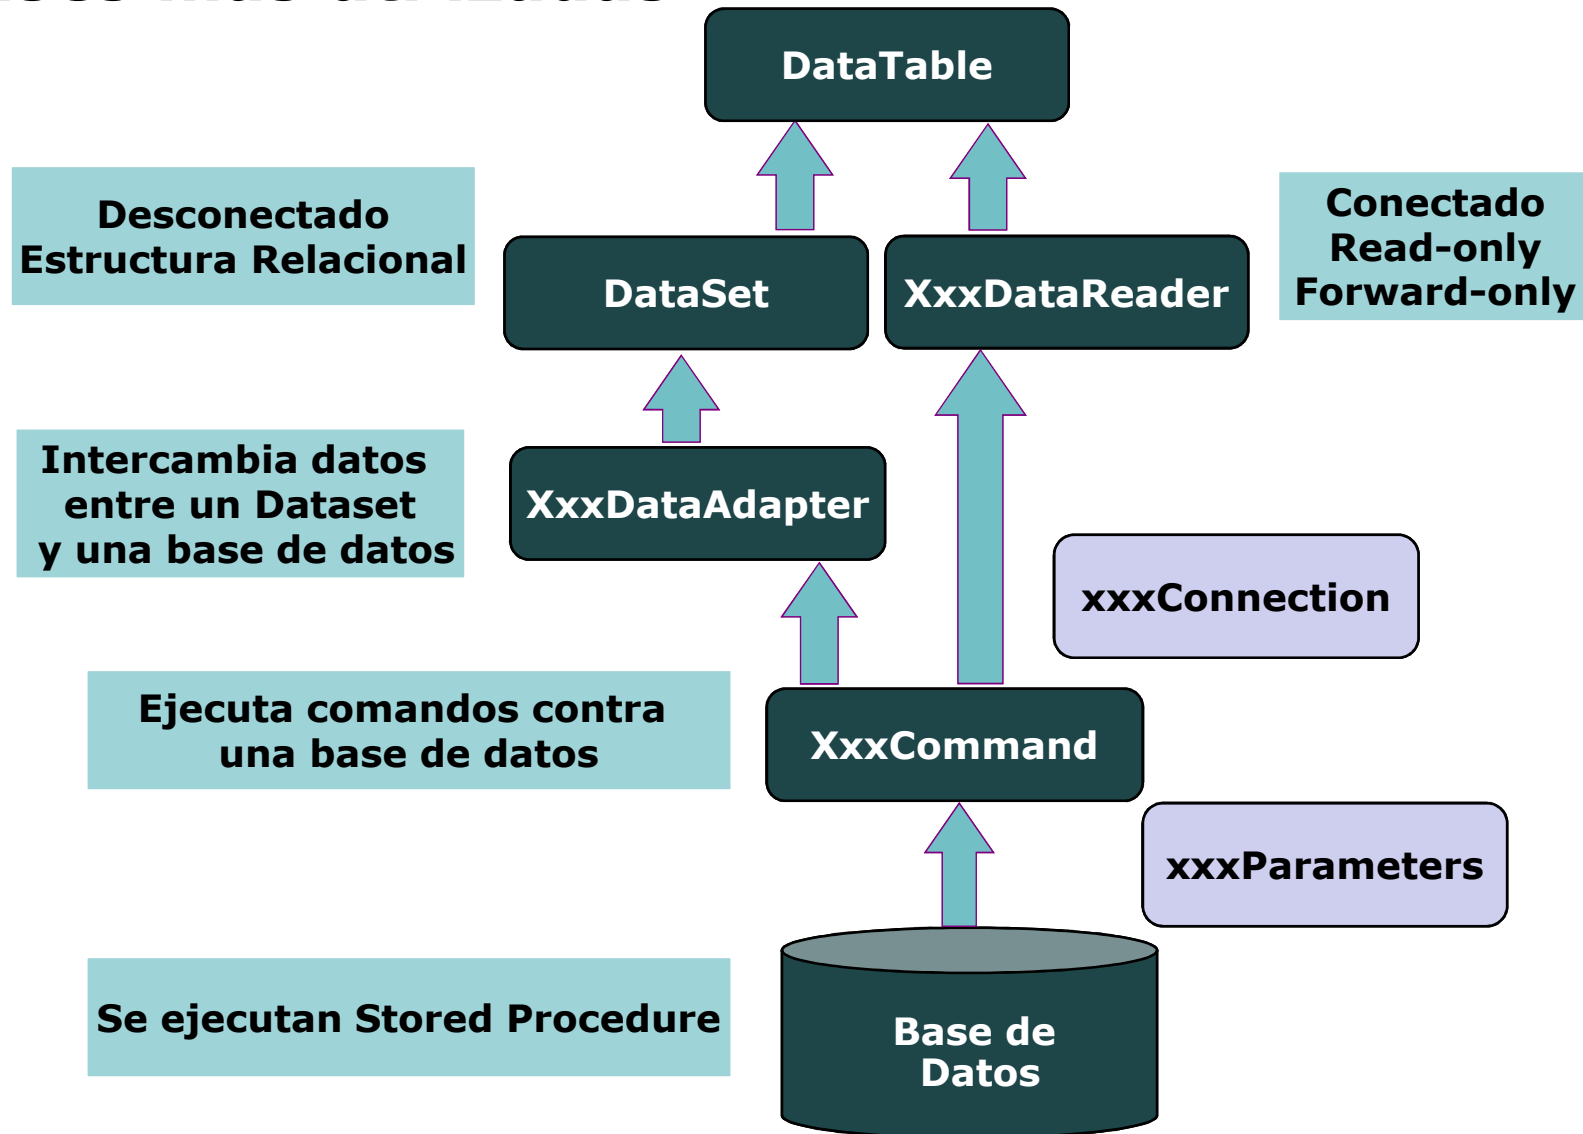 DataTable
Desconectado
Estructura Relacional
Conectado
Read-only
Forward-only
DataSet
XxxDataReader
Intercambia datos
entre un Dataset
y una base de datos
XxxDataAdapter
xxxConnection
Ejecuta comandos contra
una base de datos
XxxCommand
xxxParameters
Se ejecutan Stored Procedure
Base de
Datos